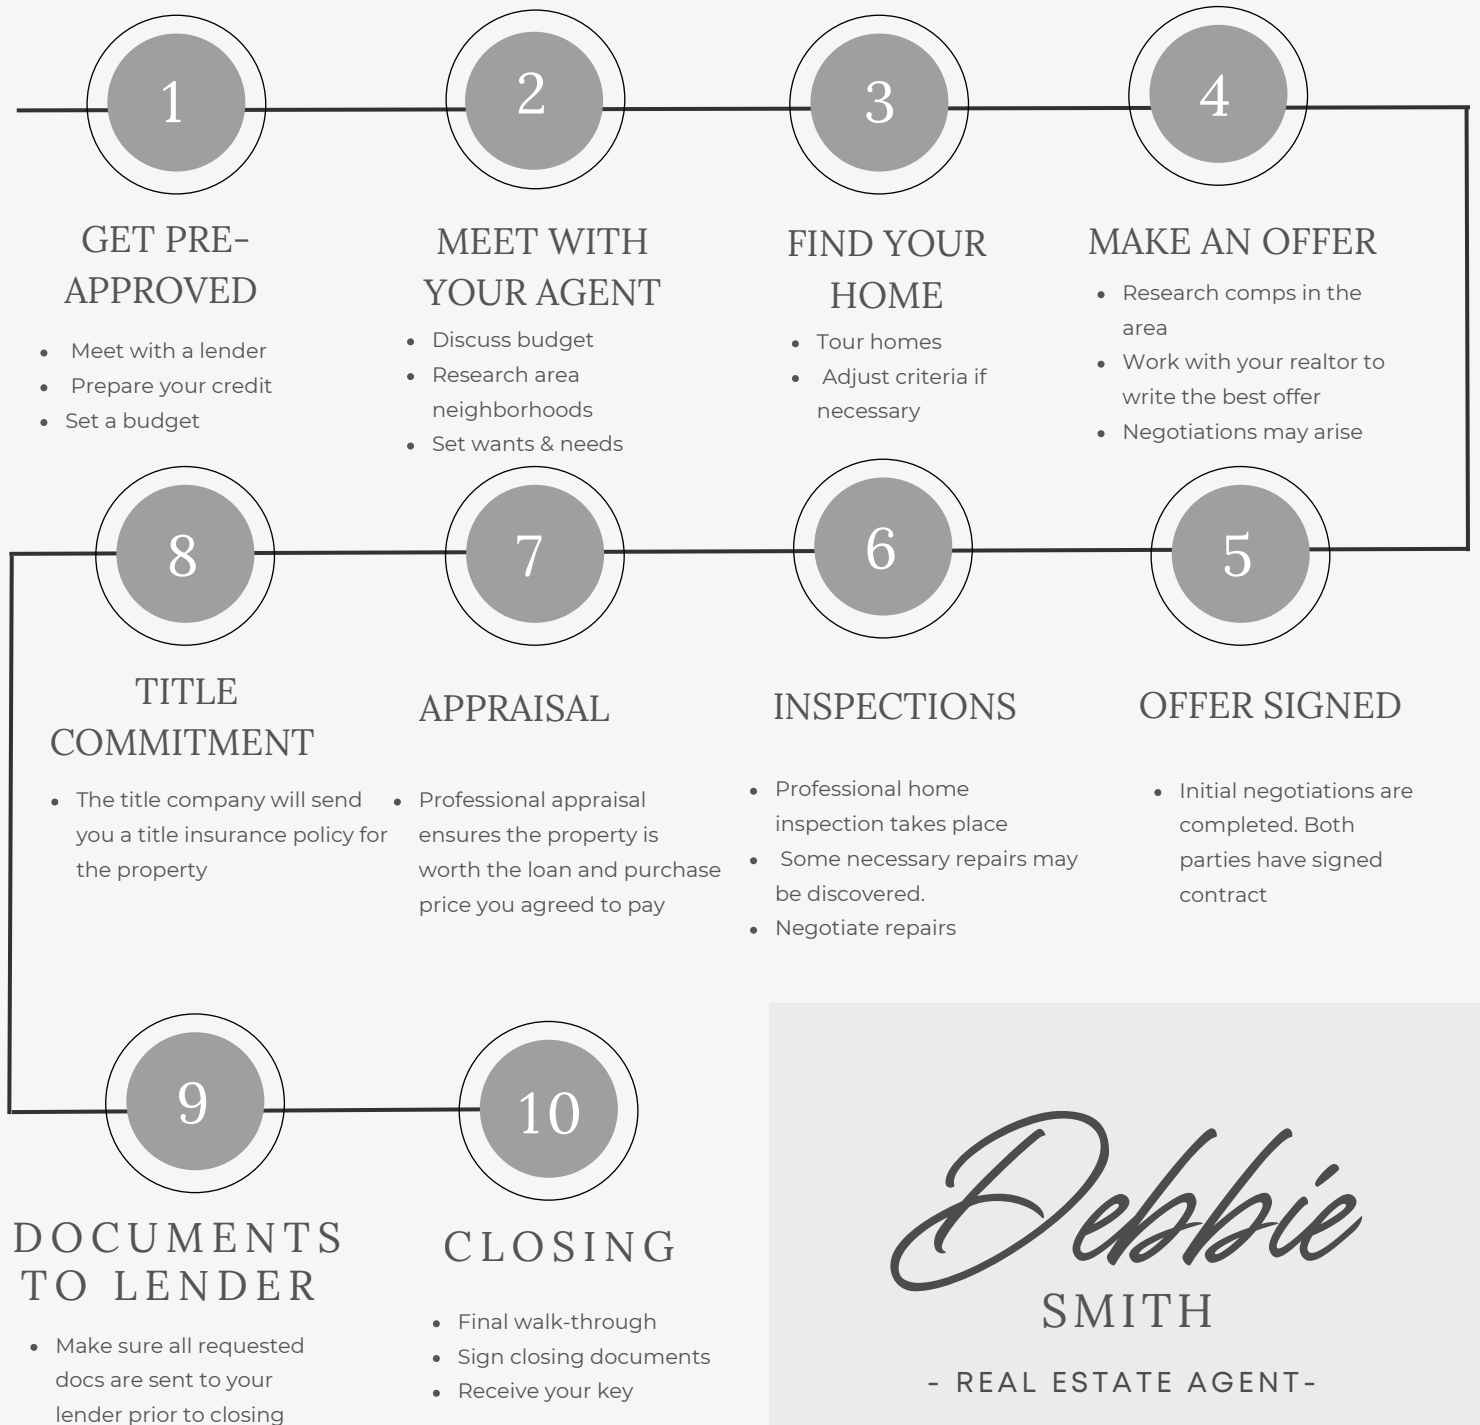 1
GET PRE-
APPROVED
• Meet with a lender
• Prepare your credit
• Set a budget
2
MEET WITH
YOUR AGENT
• Discuss budget
• Research area
neighborhoods
• Set wants & needs
3
FIND YOUR
HOME
• Tour homes
• Adjust criteria if
necessary
4
MAKE AN OFFER
• Research comps in the
area
• Work with your realtor to
write the best offer
• Negotiations may arise
5
OFFER SIGNED
• Initial negotiations are
completed. Both
parties have signed
contract
6
INSPECTIONS
• Professional home
inspection takes place
• Some necessary repairs may
be discovered.
• Negotiate repairs
7
APPRAISAL
• Professional appraisal
ensures the property is
worth the loan and purchase
price you agreed to pay
8
TITLE
COMMITMENT
• The title company will send
you a title insurance policy for
the property
9
DOCUMENTS
TO LENDER
• Make sure all requested
docs are sent to your
lender prior to closing
10
CLOSING
• Final walk-through
• Sign closing documents
• Receive your key
Debbie
SMITH
- REAL ESTATE AGENT-